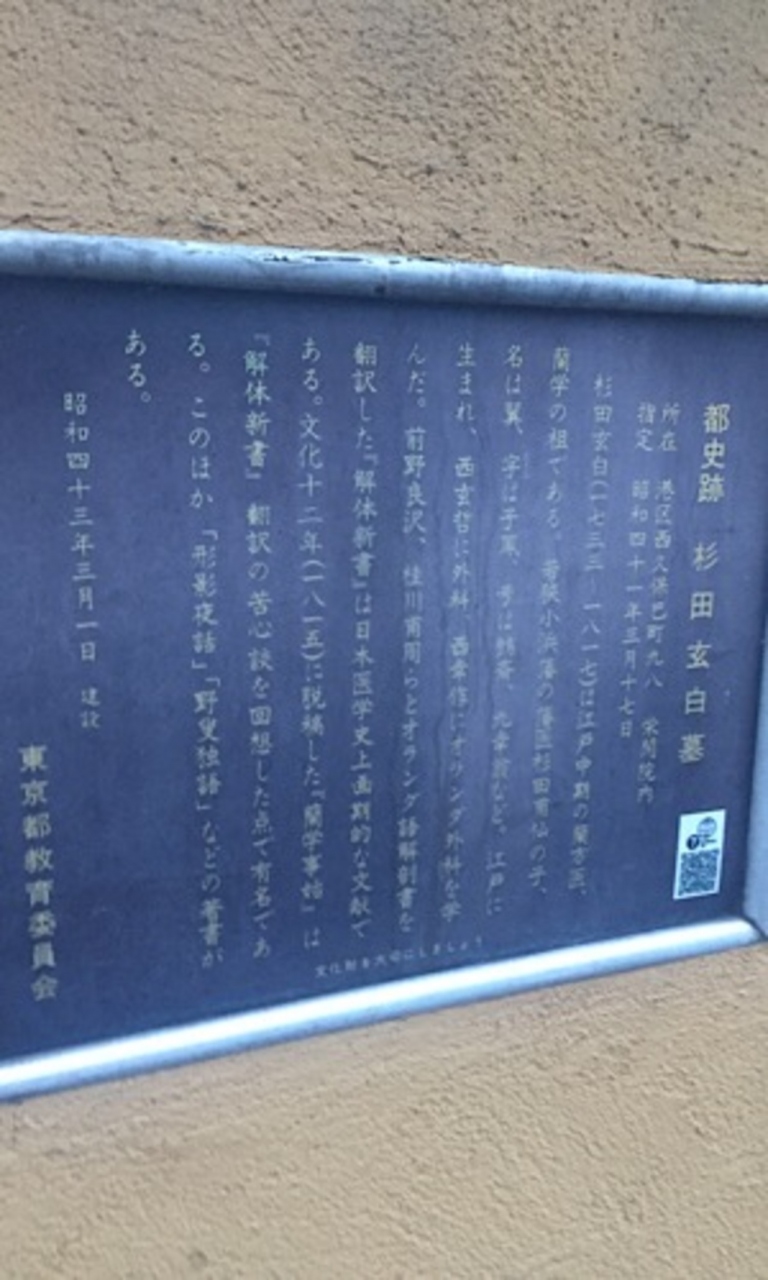 都史跡 杉田玄白墓
所在 港区西久保巴町九八 栄閑院内
指定 昭和四十一年三月十七日
杉田玄白(一七三三―一八一七)は江戸中期の蘭方医、
蘭学の祖である。若狭小浜藩の藩医杉田甫仙の子、
名は翼、字は子鳳、号は、九幸翁など。江戸に
生まれ、西玄哲に外科、西幸作にオランダ外科を学
んだ。前野良沢、桂川甫周らとオランダ語解剖書を
翻訳した『解体新書』は日本医学史上画期的な文献で
ある。文化十二年(一八一五)に脱稿した『蘭学事始』は
『解体新書』翻訳の苦心談を回想した点で有名であ
る。このほか「形影夜話」「野叟独語」などの著書が
ある。
昭和四十三年三月一日 建設
東京都教育委員会
文化財を大切にしましょう